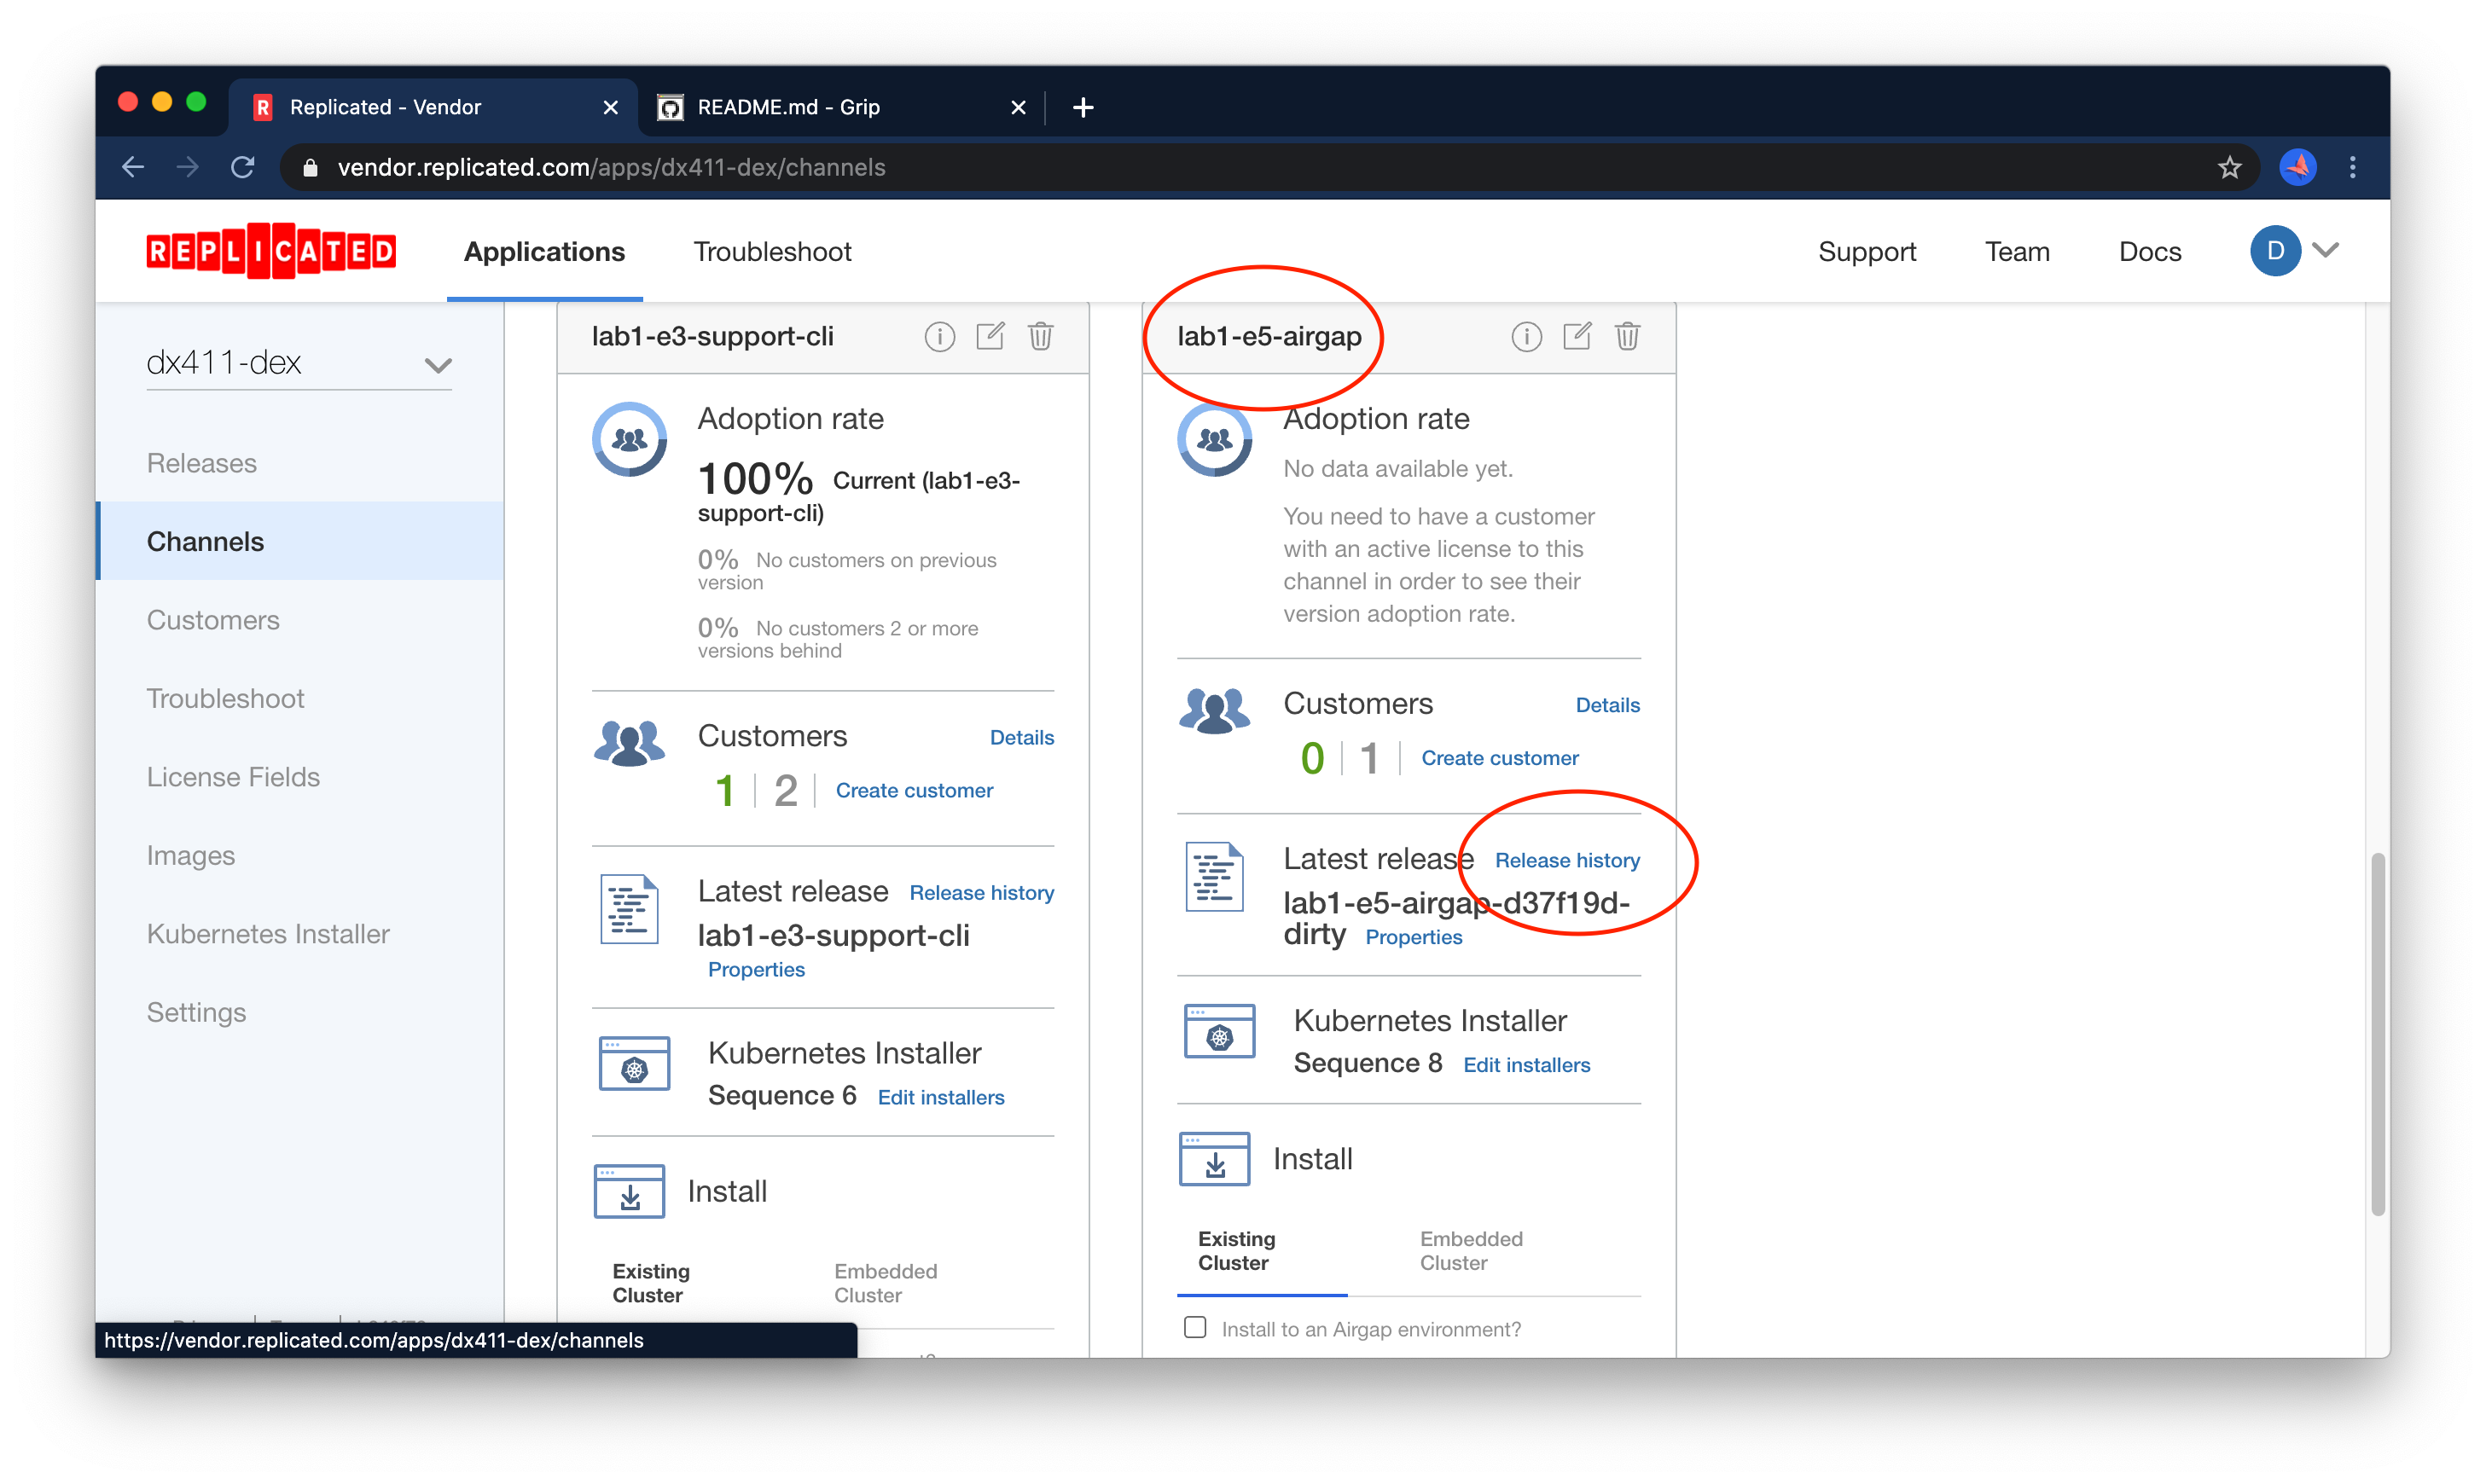 Replicated - Vendor
README.md - Grip
vendor.replicated.com/apps/dx411-dex/channels
REPLICATED
Applications
Troubleshoot
Support
Team
Docs
D
dx411-dex
Releases
Channels
Customers
Troubleshoot
License Fields
Images
Kubernetes Installer
Settings
lab1-e3-support-cli
Adoption rate
100% Current (lab1-e3-
support-cli)
0% No customers on previous
version
0% No customers 2 or more
versions behind
Customers Details
1 2 Create customer
Latest release Release history
lab1-e3-support-cli
Properties
Kubernetes Installer
Sequence 6 Edit installers
Install
Existing
Cluster
Embedded
Cluster
lab1-e5-airgap
Adoption rate
No data available yet.
You need to have a customer
with an active license to this
channel in order to see their
version adoption rate.
Customers Details
0 1 Create customer
Latest release Release history
lab1-e5-airgap-d37f19d-
dirty Properties
Kubernetes Installer
Sequence 8 Edit installers
Install
Existing
Cluster
Embedded
Cluster
Install to an Airgap environment?
https://vendor.replicated.com/apps/dx411-dex/channels